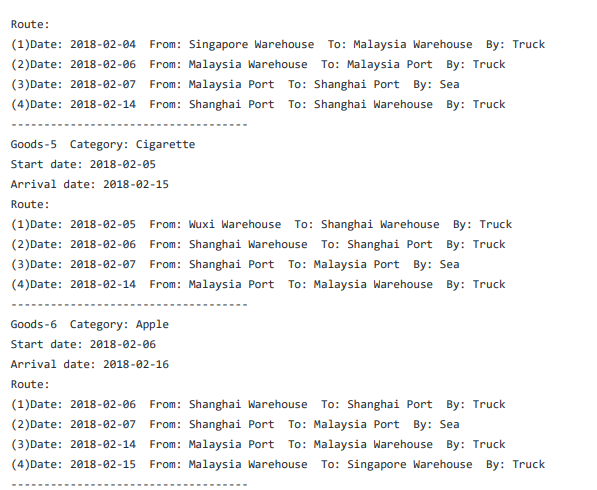 Route:
(1)Date: 2018-02-04  From: Singapore Warehouse  To: Malaysia Warehouse  By: Truck
(2)Date: 2018-02-06  From: Malaysia Warehouse  To: Malaysia Port  By: Truck
(3)Date: 2018-02-07  From: Malaysia Port  To: Shanghai Port  By: Sea
(4)Date: 2018-02-14  From: Shanghai Port  To: Shanghai Warehouse  By: Truck
------------------------------------
Goods-5  Category: Cigarette
Start date: 2018-02-05
Arrival date: 2018-02-15
Route:
(1)Date: 2018-02-05  From: Wuxi Warehouse  To: Shanghai Warehouse  By: Truck
(2)Date: 2018-02-06  From: Shanghai Warehouse  To: Shanghai Port  By: Truck
(3)Date: 2018-02-07  From: Shanghai Port  To: Malaysia Port  By: Sea
(4)Date: 2018-02-14  From: Malaysia Port  To: Malaysia Warehouse  By: Truck
------------------------------------
Goods-6  Category: Apple
Start date: 2018-02-06
Arrival date: 2018-02-16
Route:
(1)Date: 2018-02-06  From: Shanghai Warehouse  To: Shanghai Port  By: Truck
(2)Date: 2018-02-07  From: Shanghai Port  To: Malaysia Port  By: Sea
(3)Date: 2018-02-14  From: Malaysia Port  To: Malaysia Warehouse  By: Truck
(4)Date: 2018-02-15  From: Malaysia Warehouse  To: Singapore Warehouse  By: Truck
------------------------------------